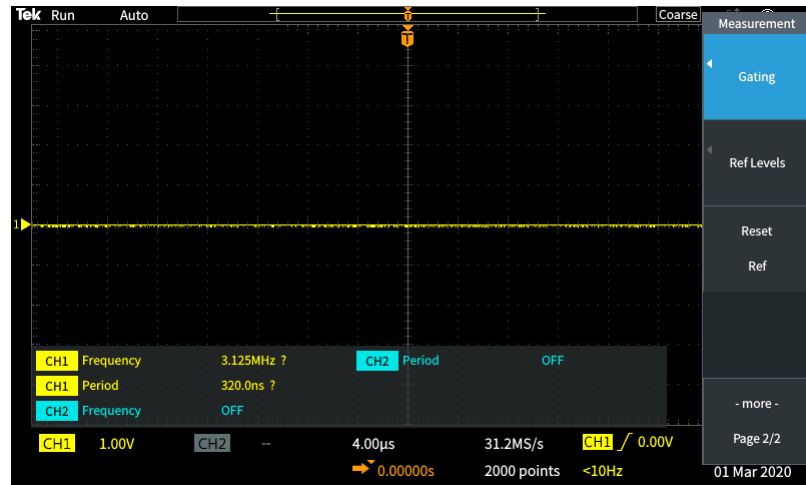 Tek Run Auto Coarse
T
T
Measurement
Gating
Ref Levels
Reset
Ref
- more -
Page 2/2
1
CH1 Frequency 3.125MHz ? CH2 Period OFF
CH1 Period 320.0ns ?
CH2 Frequency OFF
CH1 1.00V CH2 -- 4.00µs 31.2MS/s CH1 0.00V
0.00000s 2000 points <10Hz 01 Mar 2020